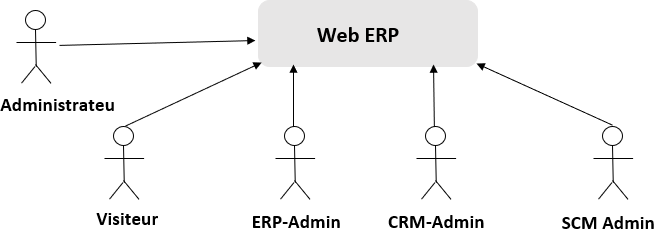 Web ERP
Administrateu
Visiteur
ERP-Admin
CRM-Admin
SCM Admin